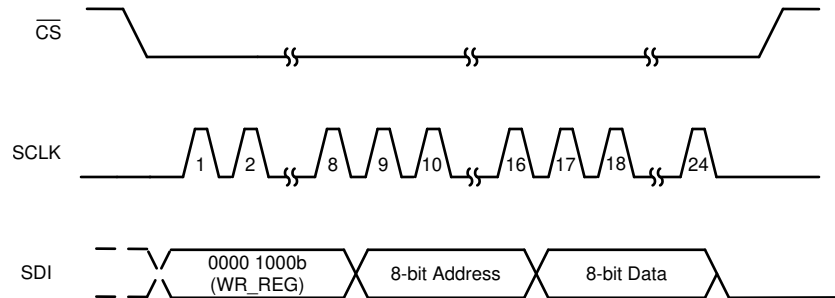 CS
SCLK
1 2 8 9 10 16 17 18 24
SDI
0000 1000b
(WR_REG)
8-bit Address
8-bit Data